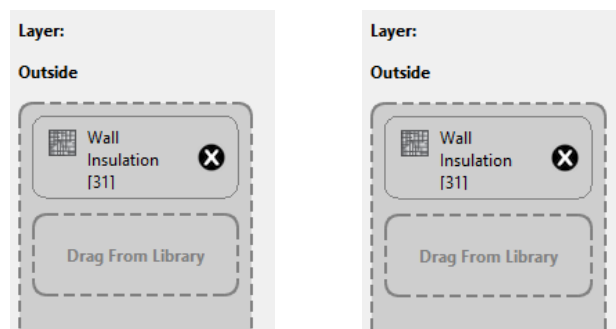 Layer:
Outside
Wall
Insulation
[31]
Drag From Library
Layer:
Outside
Wall
Insulation
[31]
Drag From Library